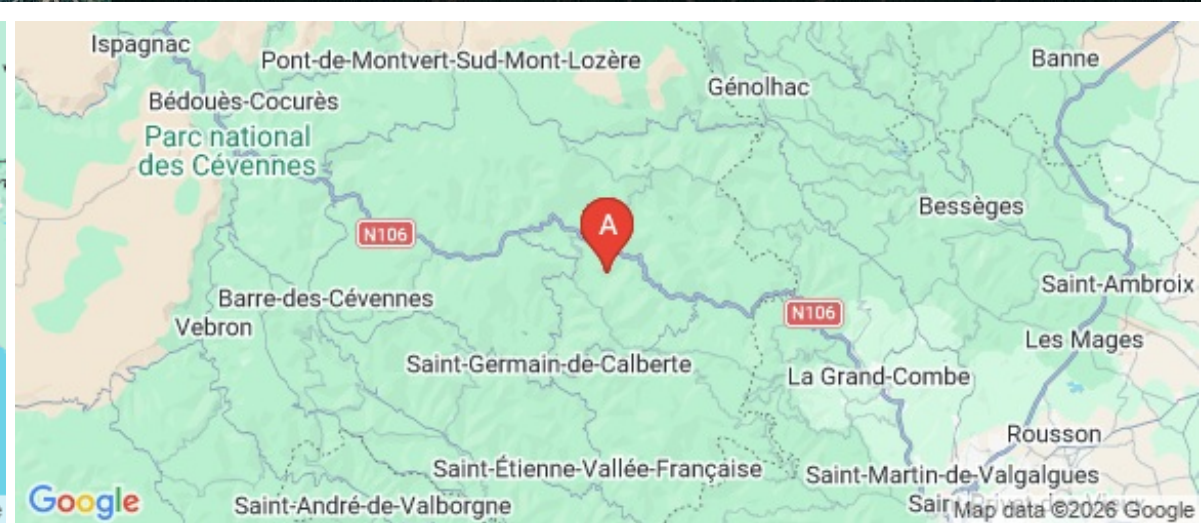 Ispagnac
Pont-de-Montvert-Sud-Mont-Lozère
Banne
Génolhac
Bédouès-Cocurès
Parc national
des Cévennes
Bessèges
A
N106
Saint-Ambroix
Barre-des-Cévennes
N106
Vebron
Les Mages
Saint-Germain-de-Calberte
La Grand-Combe
Rousson
Saint-Étienne-Vallée-Française
Saint-Martin-de-Valgalgues
Google
Saint-André-de-Valborgne
Map data ©2026 Google